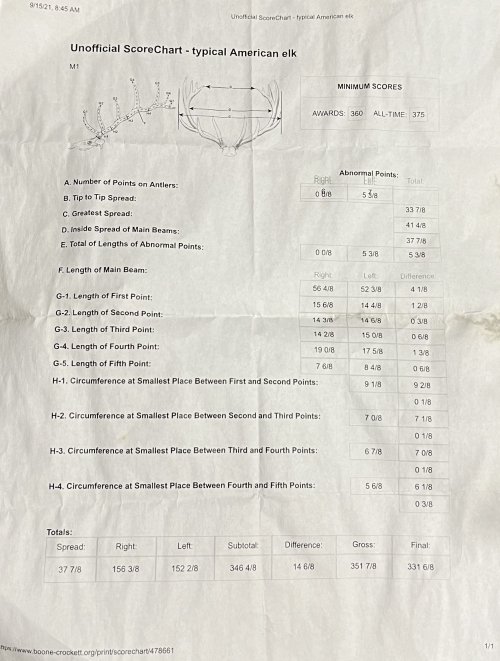 9/15/21, 8:45 AM
Unofficial ScoreChart - typical American elk
Unofficial ScoreChart - typical American elk
M1
MINIMUM SCORES
AWARDS: 360 ALL-TIME: 375
Abnormal Points:
Right: Left: Total:
A. Number of Points on Antlers:
0 0/8 5 3/8
B. Tip to Tip Spread:
33 7/8
C. Greatest Spread:
41 4/8
D. Inside Spread of Main Beams:
37 7/8
E. Total of Lengths of Abnormal Points:
0 0/8 5 3/8 5 3/8
Right: Left: Difference:
F. Length of Main Beam:
56 4/8 52 3/8 4 1/8
G-1. Length of First Point:
15 6/8 14 4/8 1 2/8
G-2. Length of Second Point:
14 3/8 14 6/8 0 3/8
G-3. Length of Third Point:
14 2/8 15 0/8 0 6/8
G-4. Length of Fourth Point:
19 0/8 17 5/8 1 3/8
G-5. Length of Fifth Point:
7 6/8 8 4/8 0 6/8
H-1. Circumference at Smallest Place Between First and Second Points:
9 1/8 9 2/8
0 1/8
H-2. Circumference at Smallest Place Between Second and Third Points:
7 0/8 7 1/8
0 1/8
H-3. Circumference at Smallest Place Between Third and Fourth Points:
6 7/8 7 0/8
0 1/8
H-4. Circumference at Smallest Place Between Fourth and Fifth Points:
5 6/8 6 1/8
0 3/8
Totals:
Spread: Right: Left: Subtotal: Difference: Gross: Final:
37 7/8 156 3/8 152 2/8 346 4/8 14 6/8 351 7/8 331 6/8
https://www.boone-crockett.org/print/scorechart/478661
1/1